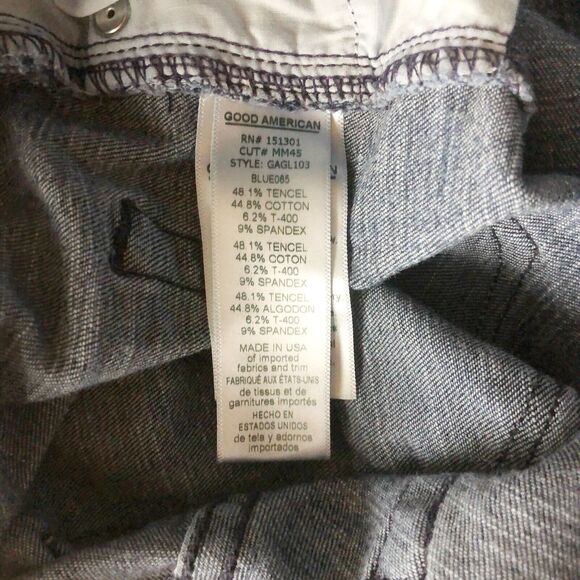 GOOD AMERICAN
RN# 151301
CUT# MM45
STYLE: GAGL103
BLUE065
48.1% TENCEL
44.8% COTTON
6.2% T-400
9% SPANDEX
48.1% TENCEL
44.8% COTON
6.2% T-400
9% SPANDEX
48.1% TENCEL
44.8% ALGODON
6.2% T-400
9% SPANDEX
MADE IN USA
of imported
fabrics and trim
FABRIQUÉ AUX ÉTATS-UNIS
de tissus et de
garnitures importés
HECHO EN
ESTADOS UNIDOS
de tela y adornos
importados